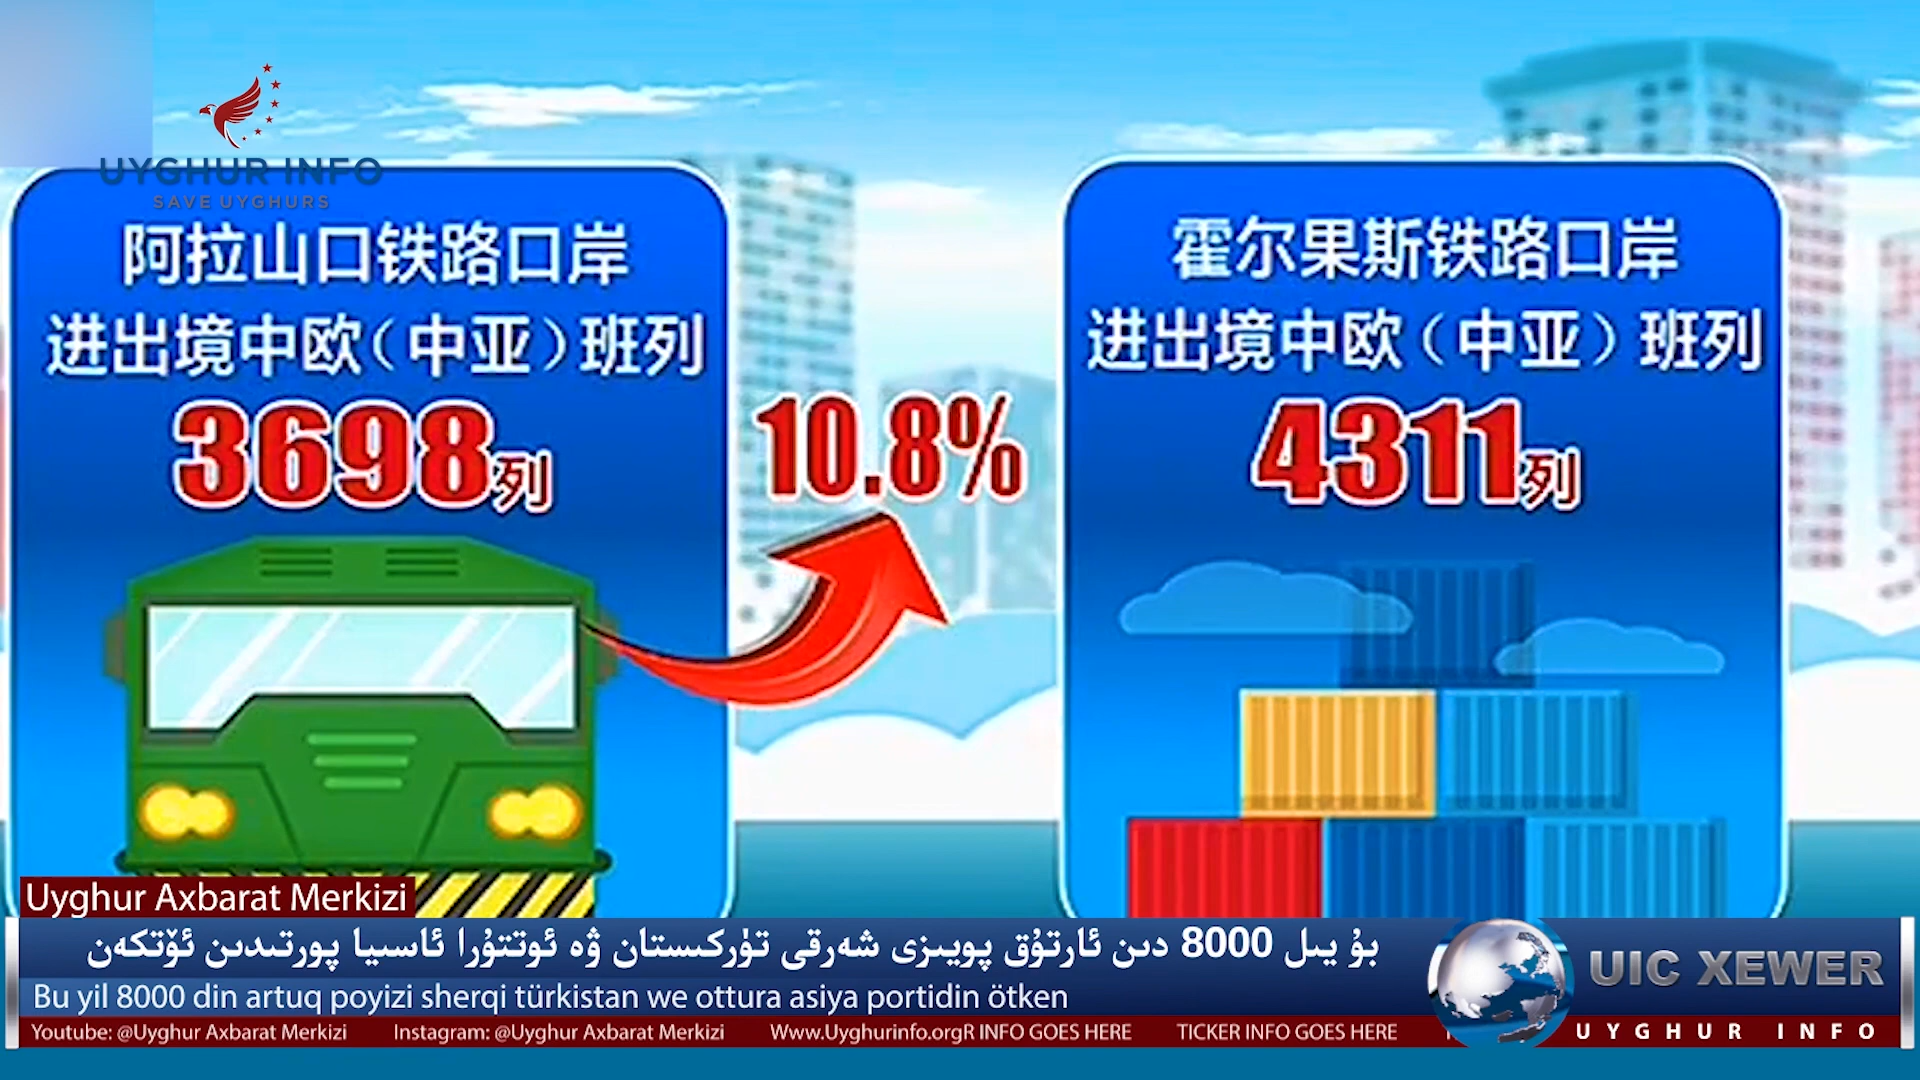 UYGHUR INFO
SAVE UYGHURS
阿拉山口铁路口岸
进出境中欧（中亚）班列
3698列
10.8%
霍尔果斯铁路口岸
进出境中欧（中亚）班列
4311列
Uyghur Axbarat Merkizi
بۇ يىل 8000 دىن ئارتۇق پويىزى شەرقى تۈركىستان ۋە ئوتتۇرا ئاسىيا پورتىدىن ئۆتكەن
Bu yil 8000 din artuq poyizi sherqi türkistan we ottura asiya portidin ötken
UIC XEWER
Youtube: @Uyghur Axbarat Merkizi Instagram: @Uyghur Axbarat Merkizi Www.Uyghurinfo.orgR INFO GOES HERE TICKER INFO GOES HERE
UYGHUR INFO